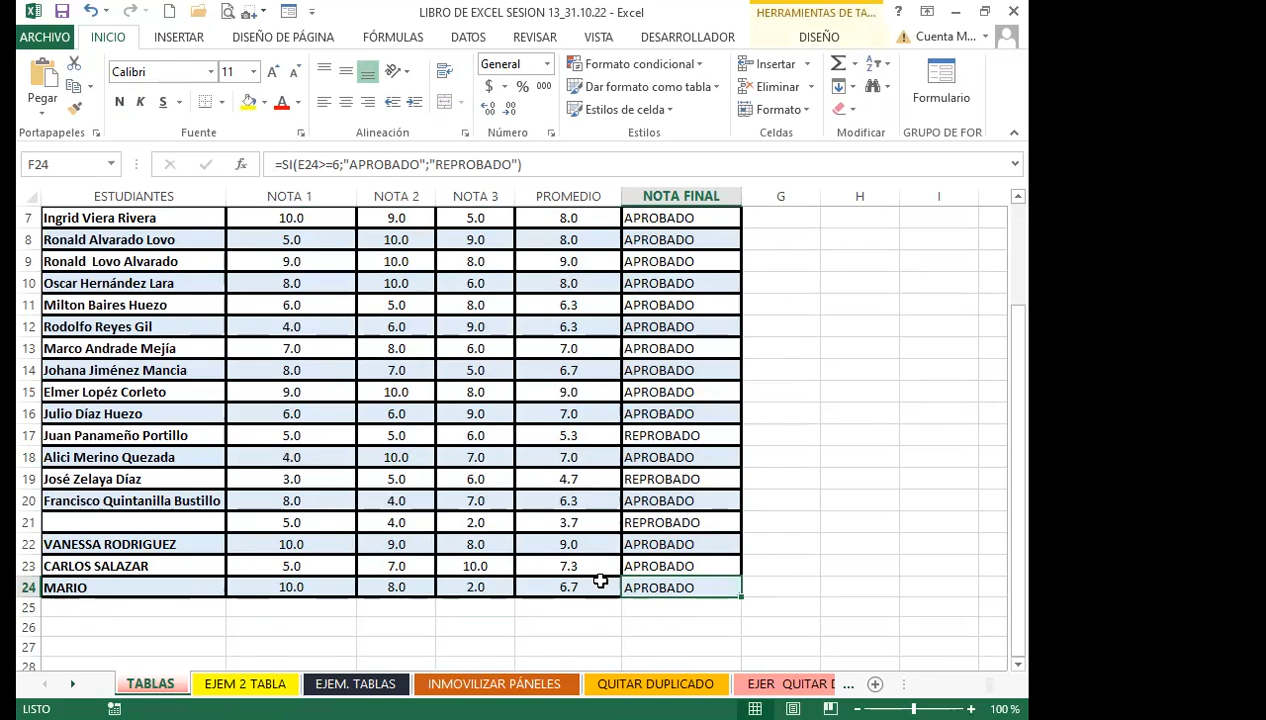 LIBRO DE EXCEL SESION 13_31.10.22 - Excel
HERRAMIENTAS DE TA...
ARCHIVO INICIO INSERTAR DISEÑO DE PÁGINA FÓRMULAS DATOS REVISAR VISTA DESARROLLADOR DISEÑO Cuenta M...
Pegar
Calibri 11
N K S
General
$ % 000
Formato condicional
Dar formato como tabla
Estilos de celda
Insertar
Eliminar
Formato
Formulario
Portapapeles Fuente Alineación Número Estilos Celdas Modificar GRUPO DE FOR
F24 fx =SI(E24>=6;"APROBADO";"REPROBADO")
ESTUDIANTES NOTA 1 NOTA 2 NOTA 3 PROMEDIO NOTA FINAL G H I
7 Ingrid Viera Rivera 10.0 9.0 5.0 8.0 APROBADO
8 Ronald Alvarado Lovo 5.0 10.0 9.0 8.0 APROBADO
9 Ronald Lovo Alvarado 9.0 10.0 8.0 9.0 APROBADO
10 Oscar Hernández Lara 8.0 10.0 6.0 8.0 APROBADO
11 Milton Baires Huezo 6.0 5.0 8.0 6.3 APROBADO
12 Rodolfo Reyes Gil 4.0 6.0 9.0 6.3 APROBADO
13 Marco Andrade Mejía 7.0 8.0 6.0 7.0 APROBADO
14 Johana Jiménez Mancia 8.0 7.0 5.0 6.7 APROBADO
15 Elmer Lopéz Corleto 9.0 10.0 8.0 9.0 APROBADO
16 Julio Díaz Huezo 6.0 6.0 9.0 7.0 APROBADO
17 Juan Panameño Portillo 5.0 5.0 6.0 5.3 REPROBADO
18 Alici Merino Quezada 4.0 10.0 7.0 7.0 APROBADO
19 José Zelaya Díaz 3.0 5.0 6.0 4.7 REPROBADO
20 Francisco Quintanilla Bustillo 8.0 4.0 7.0 6.3 APROBADO
21 5.0 4.0 2.0 3.7 REPROBADO
22 VANESSA RODRIGUEZ 10.0 9.0 8.0 9.0 APROBADO
23 CARLOS SALAZAR 5.0 7.0 10.0 7.3 APROBADO
24 MARIO 10.0 8.0 2.0 6.7 APROBADO
25
26
27
28
TABLAS EJEM 2 TABLA EJEM. TABLAS INMOVILIZAR PÁNELES QUITAR DUPLICADO EJER QUITAR D ...
LISTO 100 %